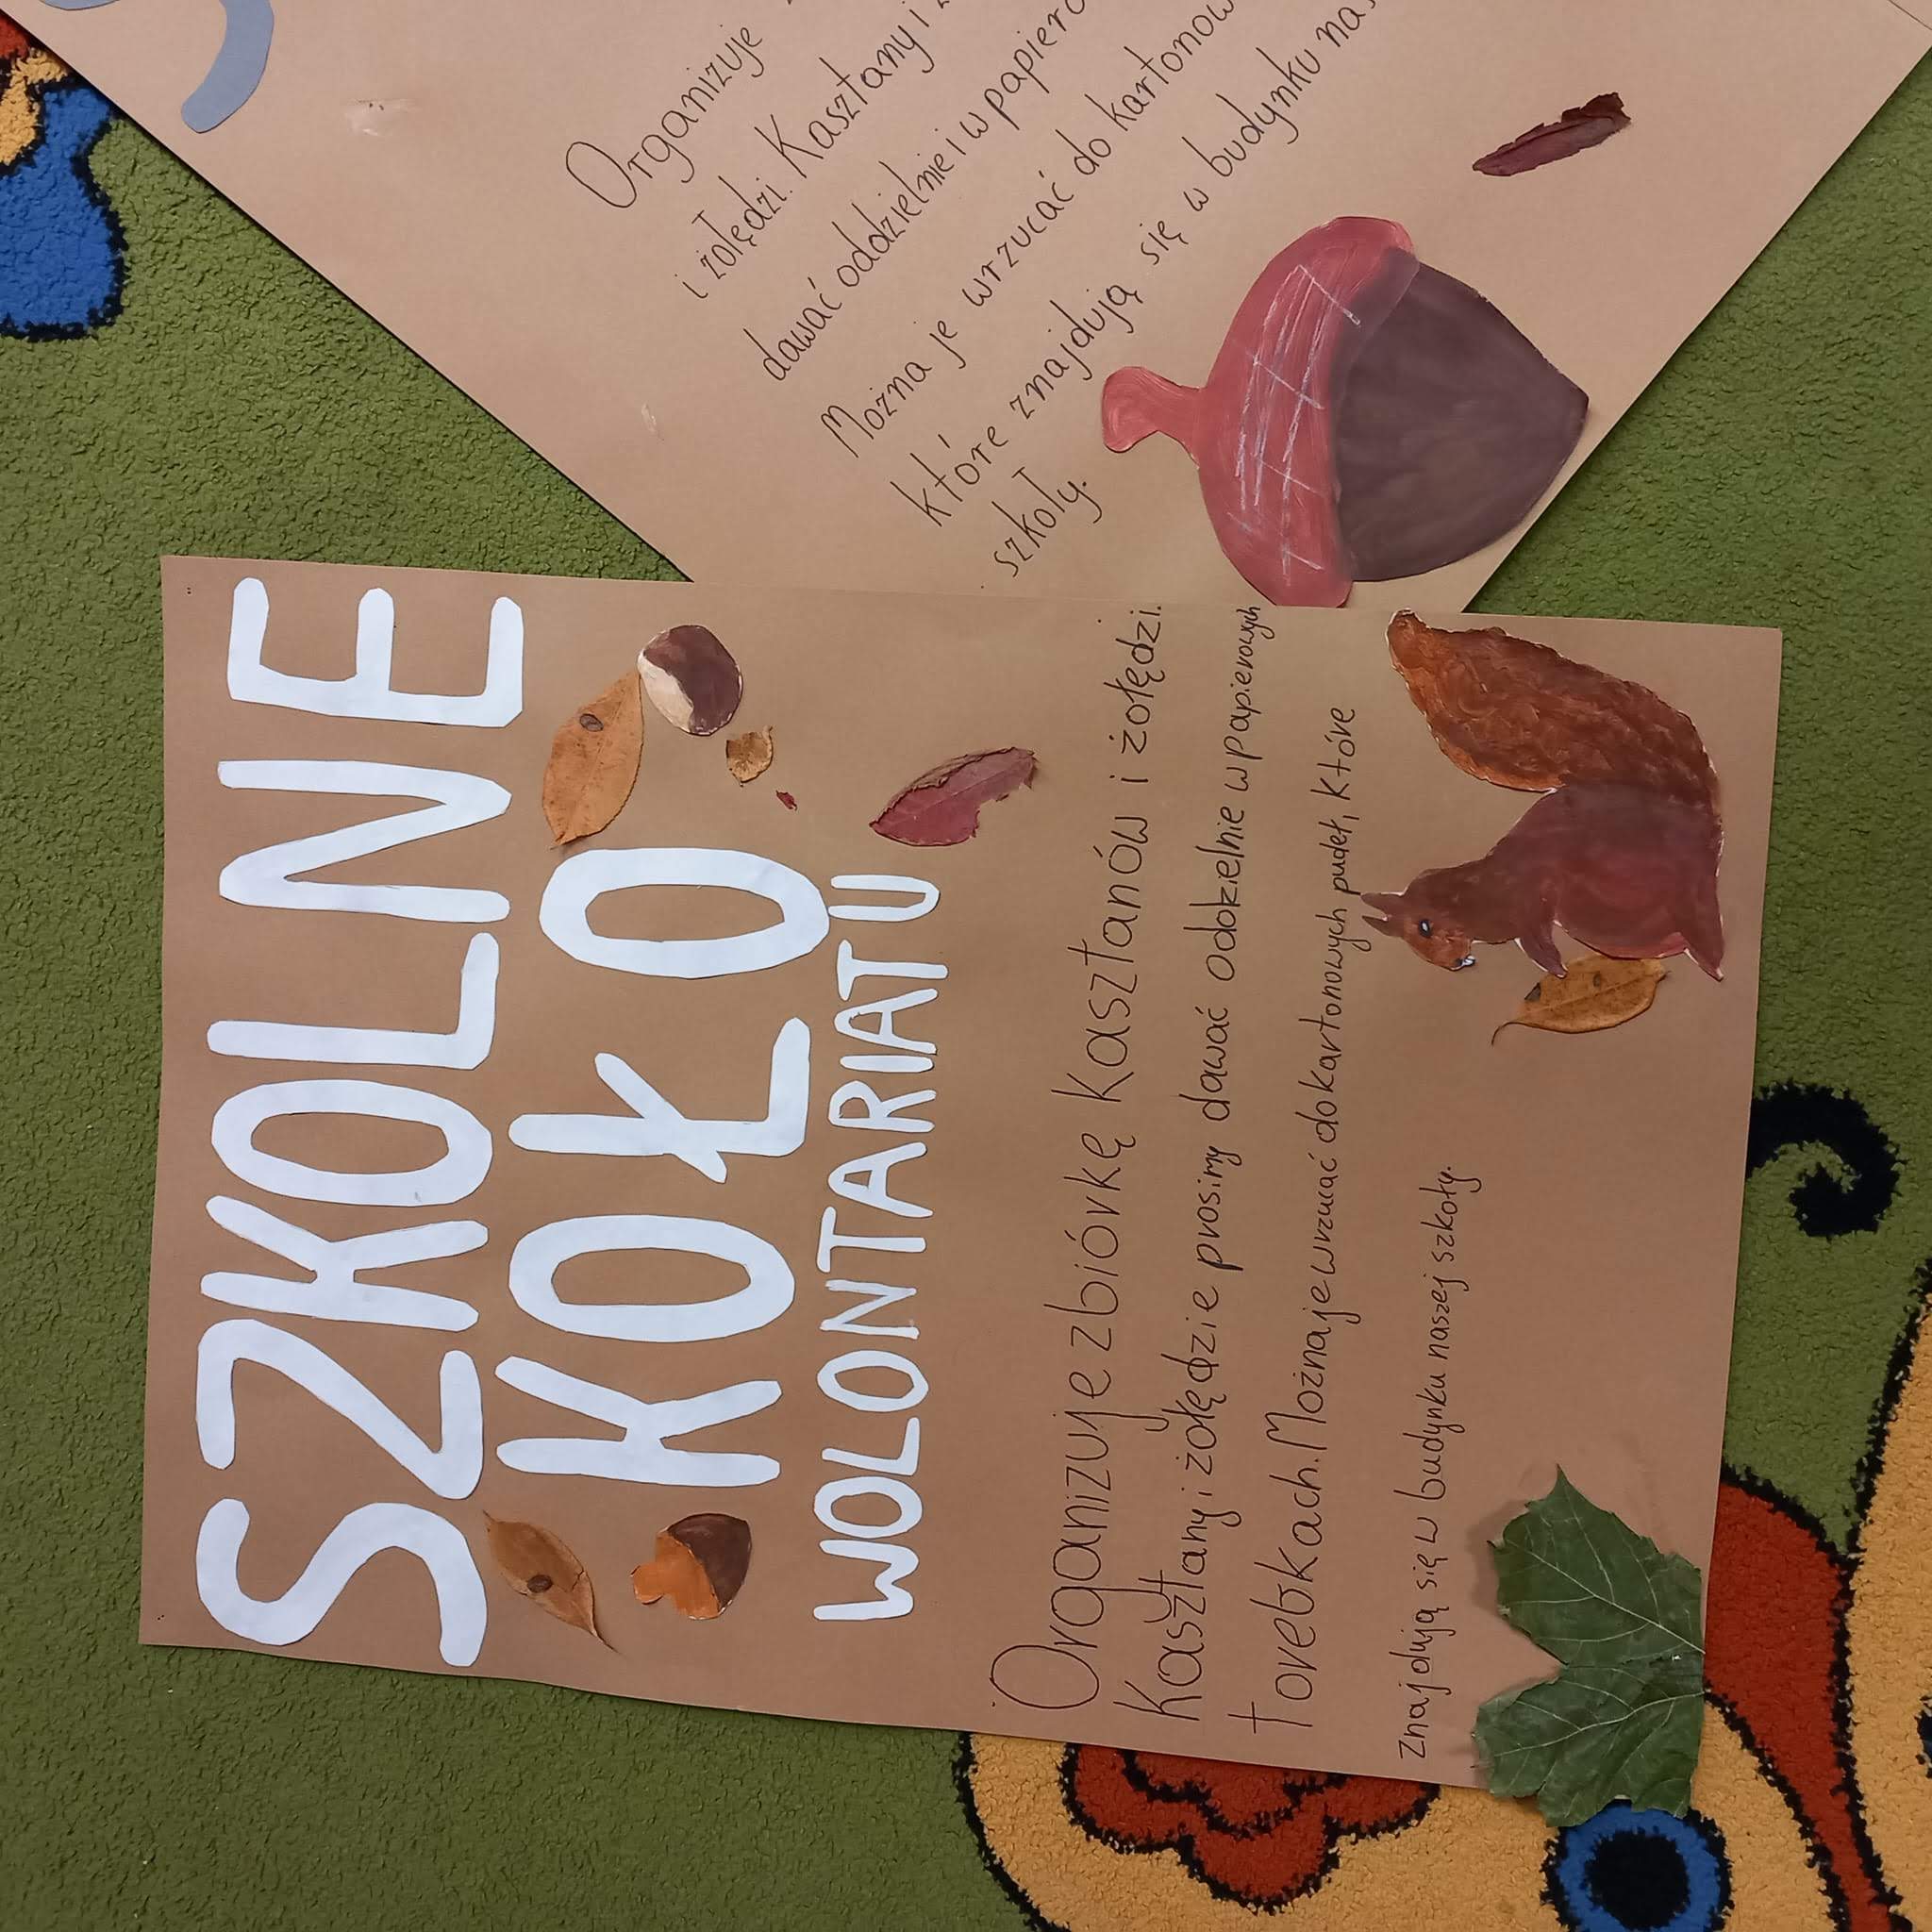 SZKOLNE
KOŁO
WOLONTARIATU
Organizuje zbiórkę kasztanów i żołędzi.
Kasztany i żołędzie prosimy dawać oddzielnie w papierowych
torebkach. Można je wrzucać do kartonowych pudeł, które
znajdują się w budynku naszej szkoły.
Organizuje
i żołędzi. Kasztany i
dawać oddzielnie i w papiero
Można je wrzucać do kartonow
które znajdują się w budynku nas
szkoły.